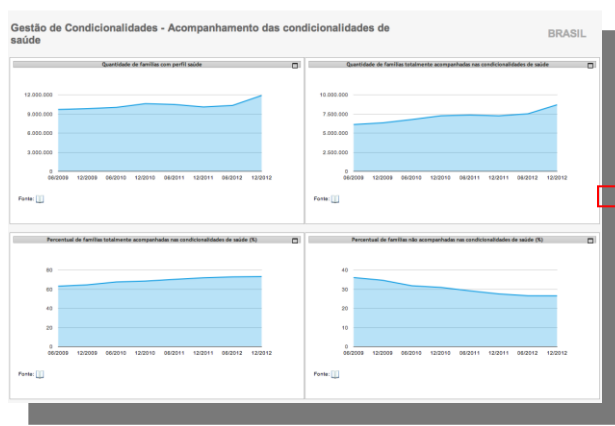 Gestão de Condicionalidades - Acompanhamento das condicionalidades de
saúde
BRASIL
Quantidade de famílias com perfil saúde
12.000.000
9.000.000
6.000.000
3.000.000
0
06/2009 12/2009 06/2010 12/2010 06/2011 12/2011 06/2012 12/2012
Fonte:
Quantidade de famílias totalmente acompanhadas nas condicionalidades de saúde
10.000.000
7.500.000
5.000.000
2.500.000
0
06/2009 12/2009 06/2010 12/2010 06/2011 12/2011 06/2012 12/2012
Fonte:
Percentual de famílias totalmente acompanhadas nas condicionalidades de saúde (%)
80
60
40
20
0
06/2009 12/2009 06/2010 12/2010 06/2011 12/2011 06/2012 12/2012
Fonte:
Percentual de famílias não acompanhadas nas condicionalidades de saúde (%)
40
30
20
10
0
06/2009 12/2009 06/2010 12/2010 06/2011 12/2011 06/2012 12/2012
Fonte: